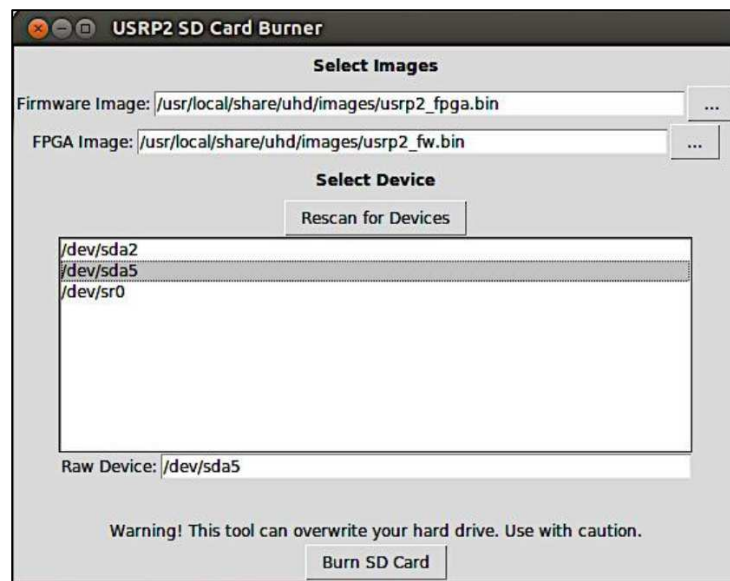 USRP2 SD Card Burner
Select Images
Firmware Image: /usr/local/share/uhd/images/usrp2_fpga.bin ...
FPGA Image: /usr/local/share/uhd/images/usrp2_fw.bin ...
Select Device
Rescan for Devices
/dev/sda2
/dev/sda5
/dev/sr0
Raw Device: /dev/sda5
Warning! This tool can overwrite your hard drive. Use with caution.
Burn SD Card